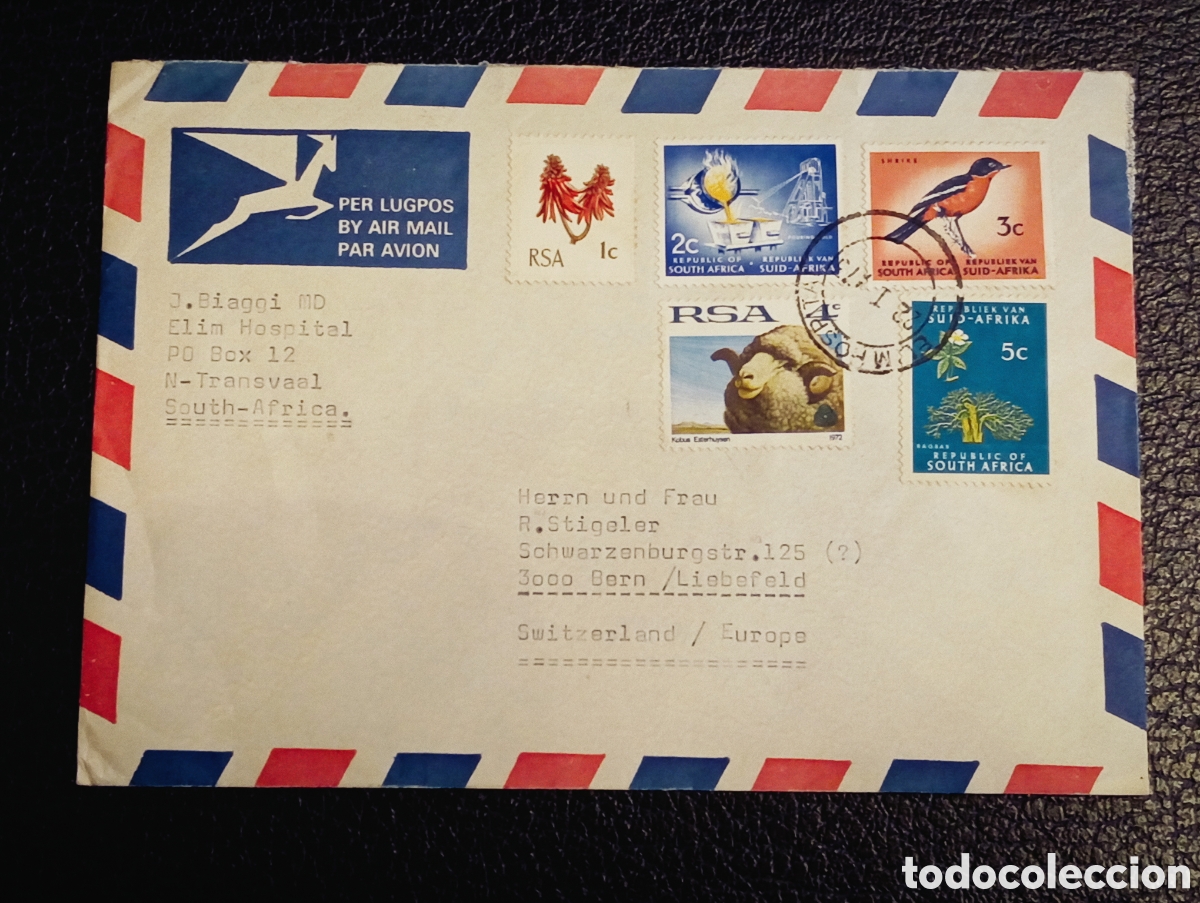 PER LUGPOS
BY AIR MAIL
PAR AVION
RSA 1c
2c
REPUBLIC OF · REPUBLIEK VAN
SOUTH AFRICA · SUID-AFRIKA
SHRIKE
3c
REPUBLIC OF REPUBLIEK VAN
SOUTH AFRICA SUID-AFRIKA
RSA 4c
Kobus Esterhuysen 1972
REPUBLIEK VAN
SUID-AFRIKA
5c
BAOBAB
REPUBLIC OF
SOUTH AFRICA
J.Biaggi MD
Elim Hospital
PO Box 12
N-Transvaal
South-Africa.
Herrn und Frau
R.Stigeler
Schwarzenburgstr.125 (?)
3ooo Bern /Liebefeld
Switzerland / Europe
todocoleccion